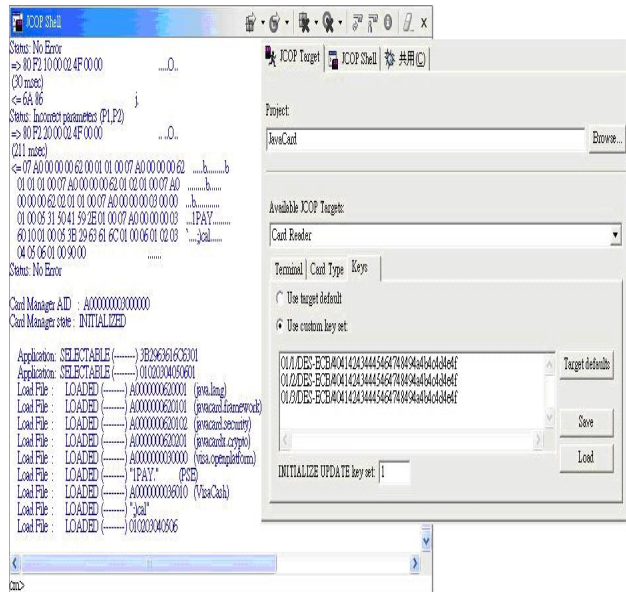 JCOP Shell
Status: No Error
=> 80 F2 10 00 02 4F 00 00 .....O..
(30 msec)
<= 6A 86 j.
Status: Incorrect parameters (P1,P2)
=> 80 F2 20 00 02 4F 00 00 .. ..O..
(211 msec)
<= 07 A0 00 00 00 62 00 01 01 00 07 A0 00 00 00 62 .....b.........b
01 01 01 00 07 A0 00 00 00 62 01 02 01 00 07 A0 .........b......
00 00 00 62 02 01 01 00 07 A0 00 00 00 03 00 00 ...b............
01 00 05 31 50 41 59 2E 01 00 07 A0 00 00 00 03 ...1PAY.........
60 10 01 00 05 3B 29 63 61 6C 01 00 06 01 02 03 `....;)cal......
04 05 06 01 00 90 00 .......
Status: No Error
Card Manager AID : A000000003000000
Card Manager state : INITIALIZED
Application: SELECTABLE (--------) 3B2963616C6301
Application: SELECTABLE (--------) 01020304050601
Load File : LOADED (--------) A0000000620001 (java.lang)
Load File : LOADED (--------) A0000000620101 (javacard.framework)
Load File : LOADED (--------) A0000000620102 (javacard.security)
Load File : LOADED (--------) A0000000620201 (javacardx.crypto)
Load File : LOADED (--------) A0000000030000 (visa.openplatform)
Load File : LOADED (--------) "1PAY." (PSE)
Load File : LOADED (--------) A0000000036010 (VisaCash)
Load File : LOADED (--------) ";)cal"
Load File : LOADED (--------) 010203040506
cm>
JCOP Target JCOP Shell 共用(C)
Project:
JavaCard Browse...
Available JCOP Targets:
Card Reader
Terminal Card Type Keys
Use target default
Use custom key set:
01/1/DES-ECB/404142434445464748494a4b4c4d4e4f
01/2/DES-ECB/404142434445464748494a4b4c4d4e4f
01/3/DES-ECB/404142434445464748494a4b4c4d4e4f
Target defaults
Save
Load
INITIALIZE UPDATE key set: 1